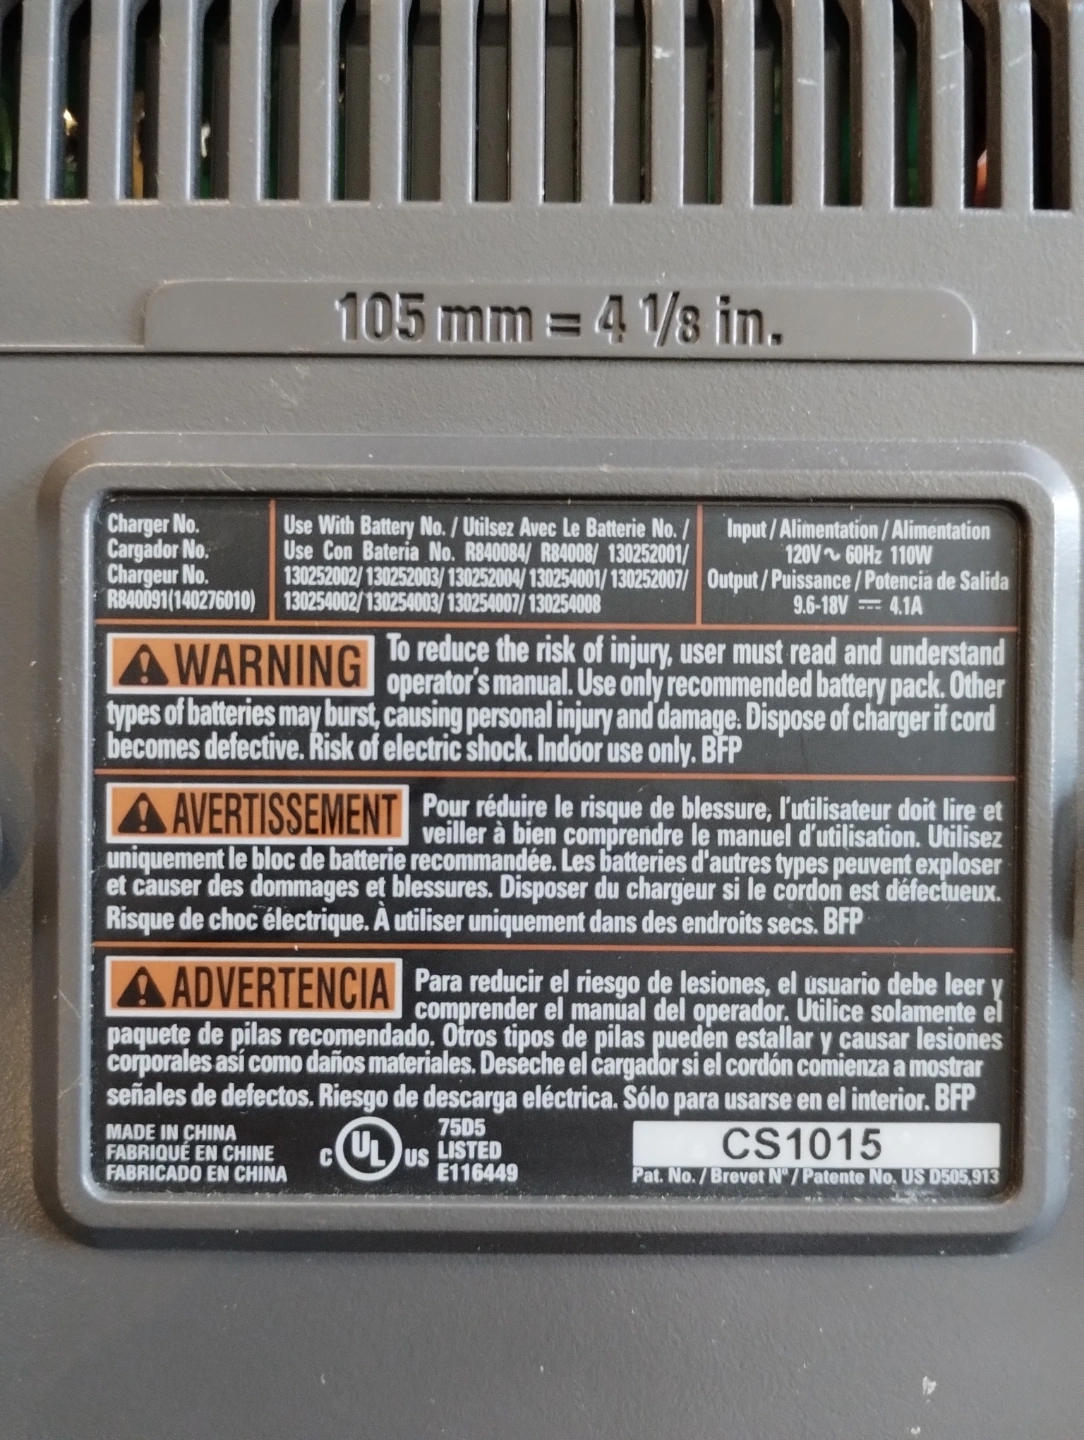 105 mm = 4 1/8 in.
Charger No.
Cargador No.
Chargeur No.
R840091(140276010)
Use With Battery No. / Utilsez Avec Le Batterie No. /
Use Con Bateria No. R840084/ R84008/ 130252001/
130252002/ 130252003/ 130252004/ 130254001/ 130252007/
130254002/ 130254003/ 130254007/ 130254008
Input / Alimentation / Alimentation
120V ~ 60Hz 110W
Output / Puissance / Potencia de Salida
9.6-18V ⎓ 4.1A
⚠ WARNING To reduce the risk of injury, user must read and understand
operator's manual. Use only recommended battery pack. Other
types of batteries may burst, causing personal injury and damage. Dispose of charger if cord
becomes defective. Risk of electric shock. Indoor use only. BFP
⚠ AVERTISSEMENT Pour réduire le risque de blessure, l'utilisateur doit lire et
veiller à bien comprendre le manuel d'utilisation. Utilisez
uniquement le bloc de batterie recommandée. Les batteries d'autres types peuvent exploser
et causer des dommages et blessures. Disposer du chargeur si le cordon est défectueux.
Risque de choc électrique. À utiliser uniquement dans des endroits secs. BFP
⚠ ADVERTENCIA Para reducir el riesgo de lesiones, el usuario debe leer y
comprender el manual del operador. Utilice solamente el
paquete de pilas recomendado. Otros tipos de pilas pueden estallar y causar lesiones
corporales así como daños materiales. Deseche el cargador si el cordón comienza a mostrar
señales de defectos. Riesgo de descarga eléctrica. Sólo para usarse en el interior. BFP
MADE IN CHINA
FABRIQUÉ EN CHINE
FABRICADO EN CHINA
C UL US
75D5
LISTED
E116449
CS1015
Pat. No. / Brevet N° / Patente No. US D505,913